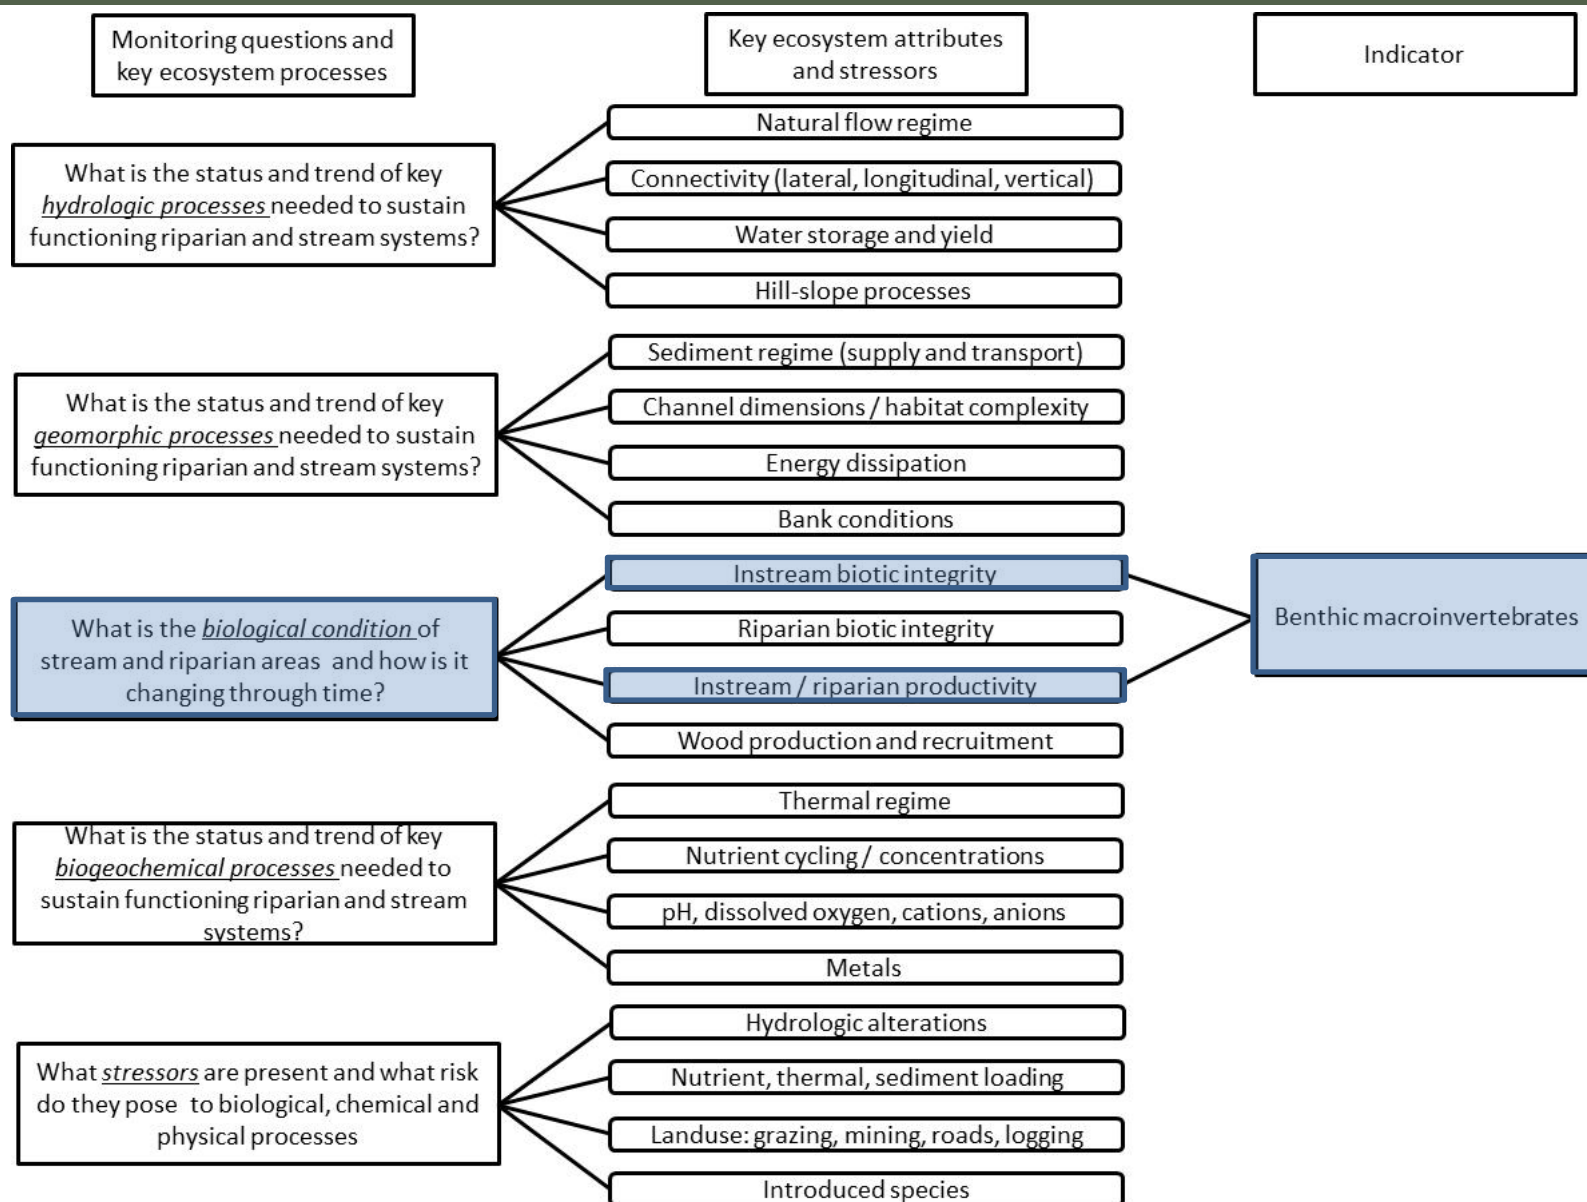 Monitoring questions and
key ecosystem processes
Key ecosystem attributes
and stressors
Indicator
What is the status and trend of key
hydrologic processes needed to sustain
functioning riparian and stream systems?
Natural flow regime
Connectivity (lateral, longitudinal, vertical)
Water storage and yield
Hill-slope processes
What is the status and trend of key
geomorphic processes needed to sustain
functioning riparian and stream systems?
Sediment regime (supply and transport)
Channel dimensions / habitat complexity
Energy dissipation
Bank conditions
What is the biological condition of
stream and riparian areas and how is it
changing through time?
Instream biotic integrity
Riparian biotic integrity
Instream / riparian productivity
Wood production and recruitment
Benthic macroinvertebrates
What is the status and trend of key
biogeochemical processes needed to
sustain functioning riparian and stream
systems?
Thermal regime
Nutrient cycling / concentrations
pH, dissolved oxygen, cations, anions
Metals
What stressors are present and what risk
do they pose to biological, chemical and
physical processes
Hydrologic alterations
Nutrient, thermal, sediment loading
Landuse: grazing, mining, roads, logging
Introduced species